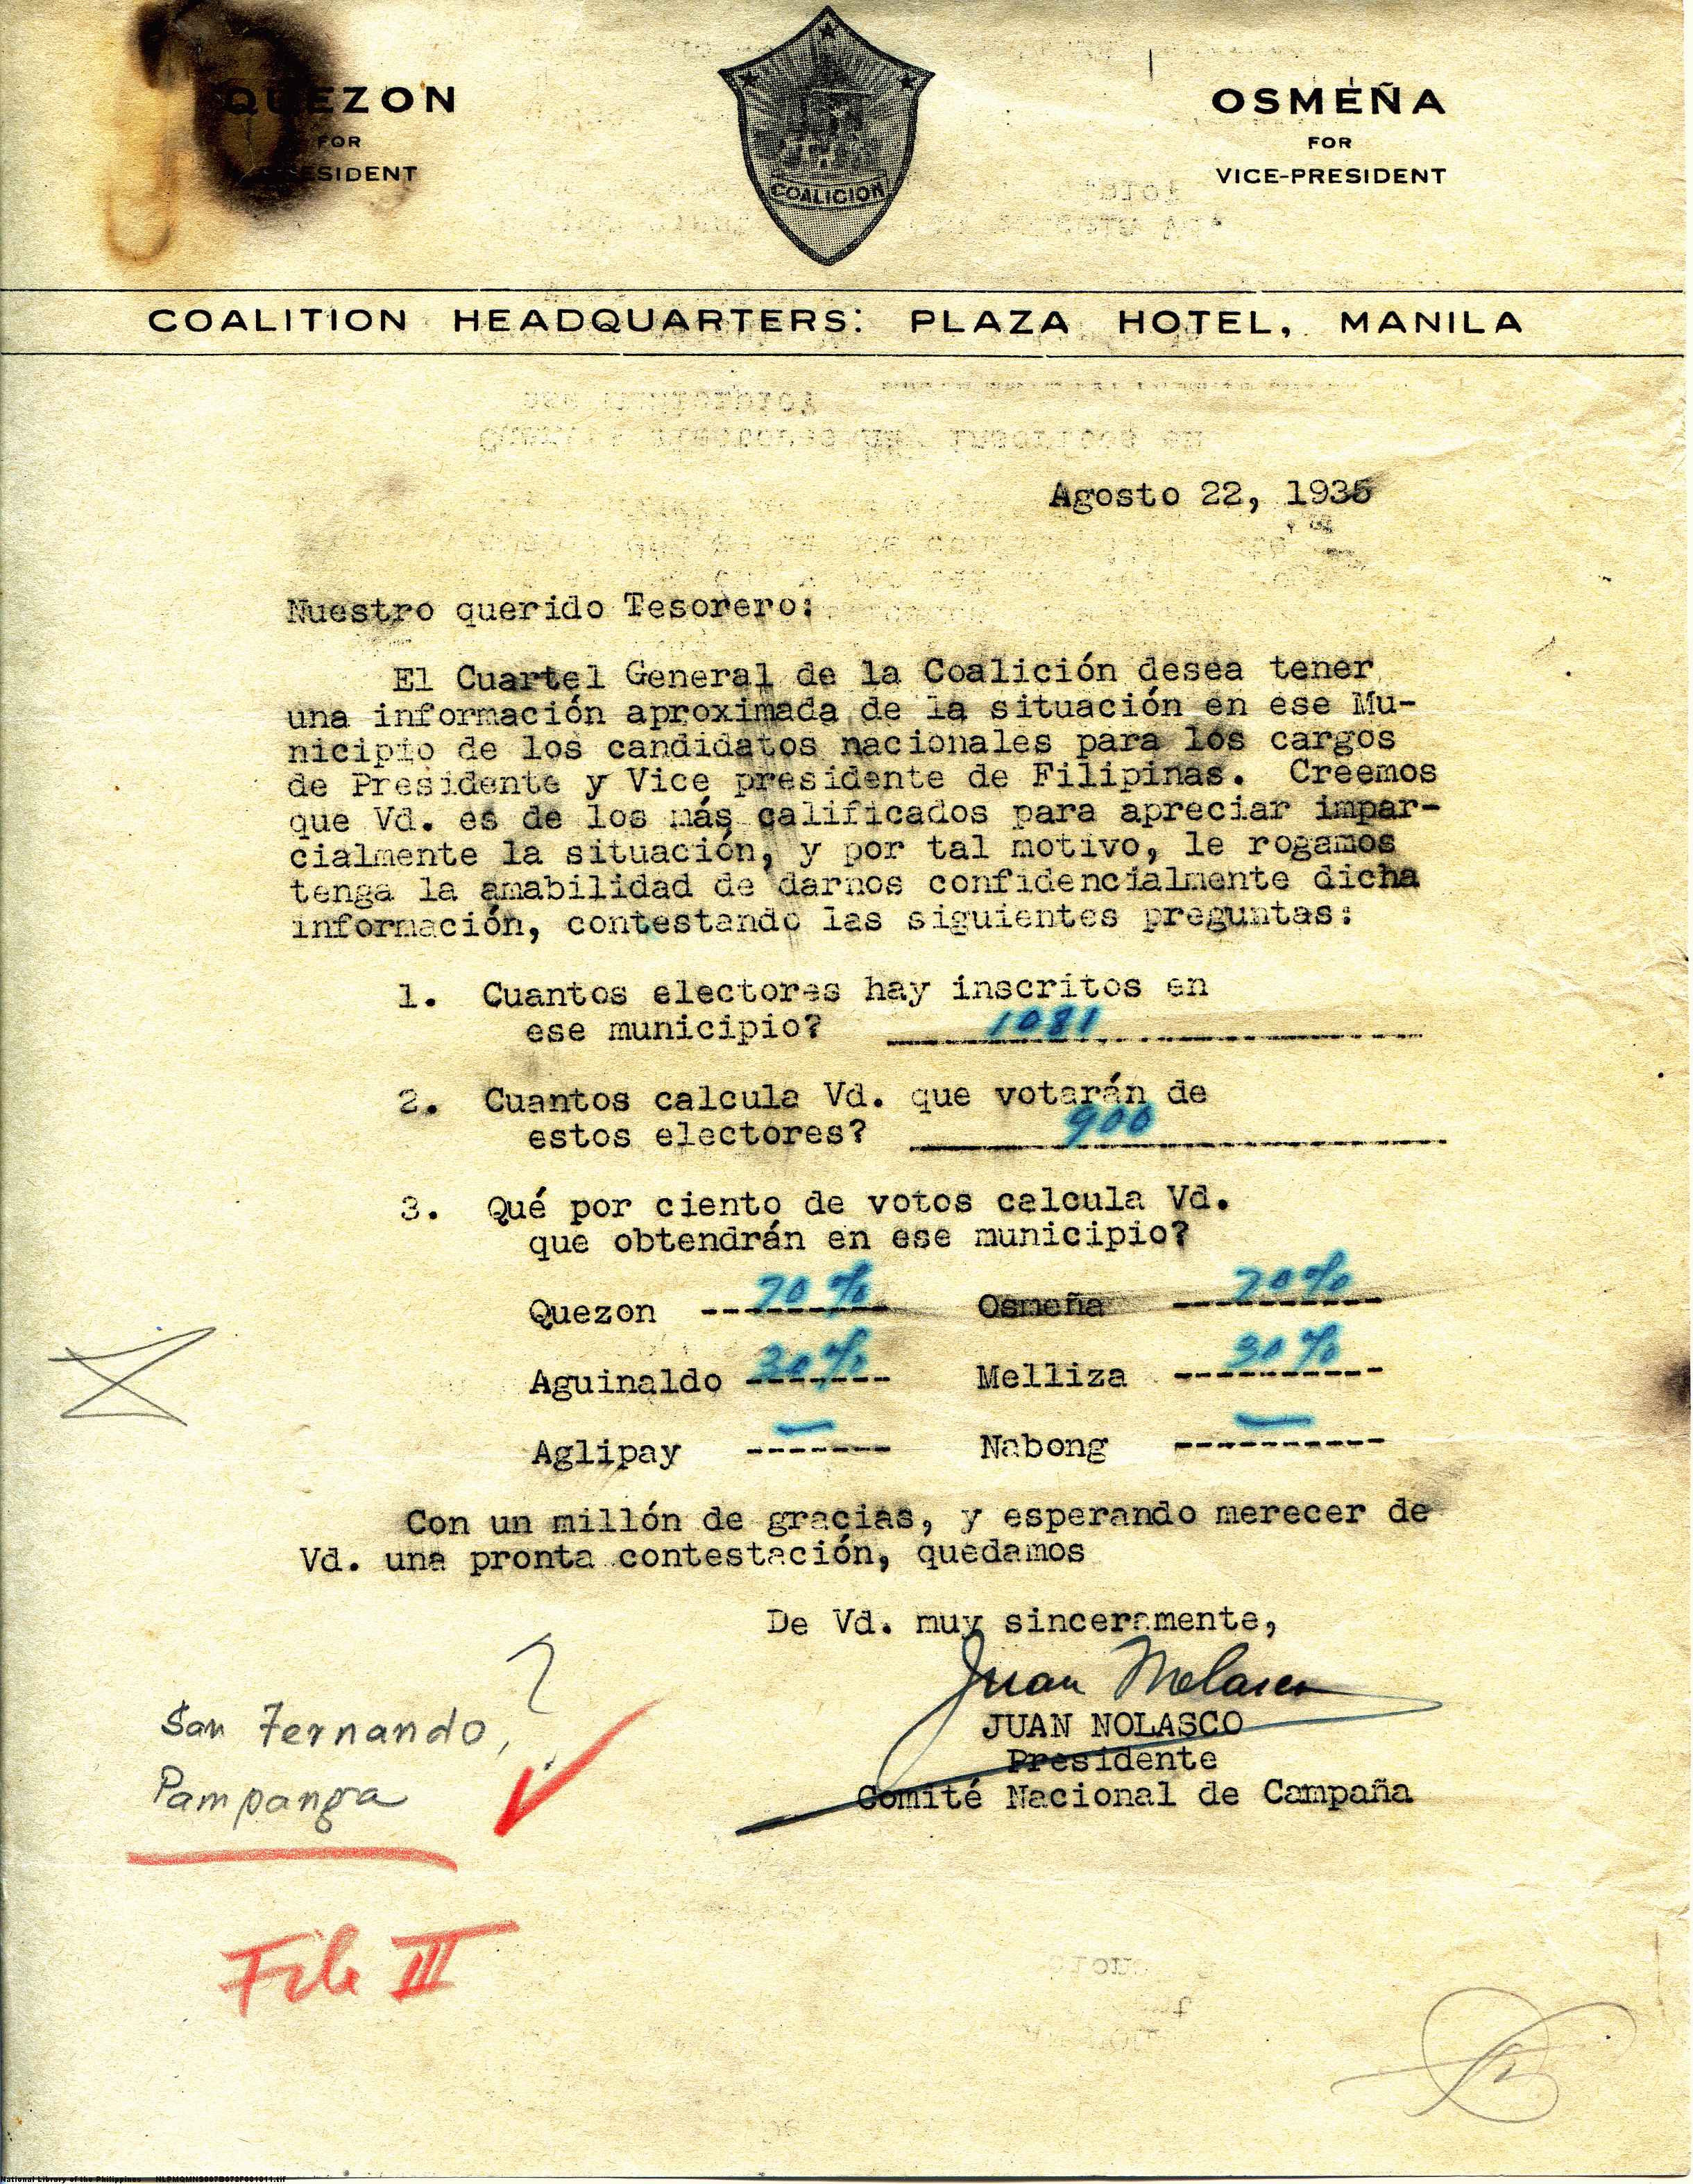 QUEZON
FOR
PRESIDENT
COALICION
OSMEÑA
FOR
VICE-PRESIDENT
COALITION HEADQUARTERS: PLAZA HOTEL, MANILA
Agosto 22, 1935
Nuestro querido Tesorero:
El Cuartel General de la Coalición desea tener
una información aproximada de la situación en ese Mu-
nicipio de los candidatos nacionales para los cargos
de Presidente y Vice presidente de Filipinas. Creemos
que Vd. es de los más calificados para apreciar impar-
cialmente la situación, y por tal motivo, le rogamos
tenga la amabilidad de darnos confidencialmente dicha
información, contestando las siguientes preguntas:
1. Cuantos electores hay inscritos en
ese municipio? 1081
2. Cuantos calcula Vd. que votarán de
estos electores? 900
3. Qué por ciento de votos calcula Vd.
que obtendrán en ese municipio?
Quezon 70% Osmeña 70%
Aguinaldo 30% Melliza 30%
Aglipay — Nabong —
Con un millón de gracias, y esperando merecer de
Vd. una pronta contestación, quedamos
De Vd. muy sinceramente,
Juan Nolasco
JUAN NOLASCO
Presidente
Comité Nacional de Campaña
San Fernando, ?
Pampanga
File III
National Library of the Philippines